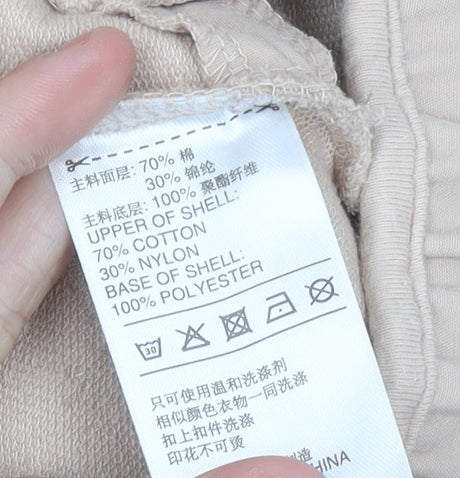 主料面层: 70% 棉
30% 锦纶
主料底层: 100% 聚酯纤维
UPPER OF SHELL:
70% COTTON
30% NYLON
BASE OF SHELL:
100% POLYESTER
30
只可使用温和洗涤剂
相似颜色衣物一同洗涤
扣上扣件洗涤
印花不可烫
制造
CHINA